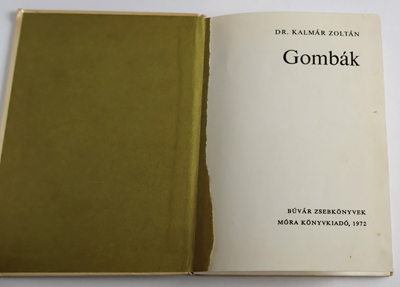 DR. KALMÁR ZOLTÁN
Gombák
BÚVÁR ZSEBKÖNYVEK
MÓRA KÖNYVKIADÓ, 1972